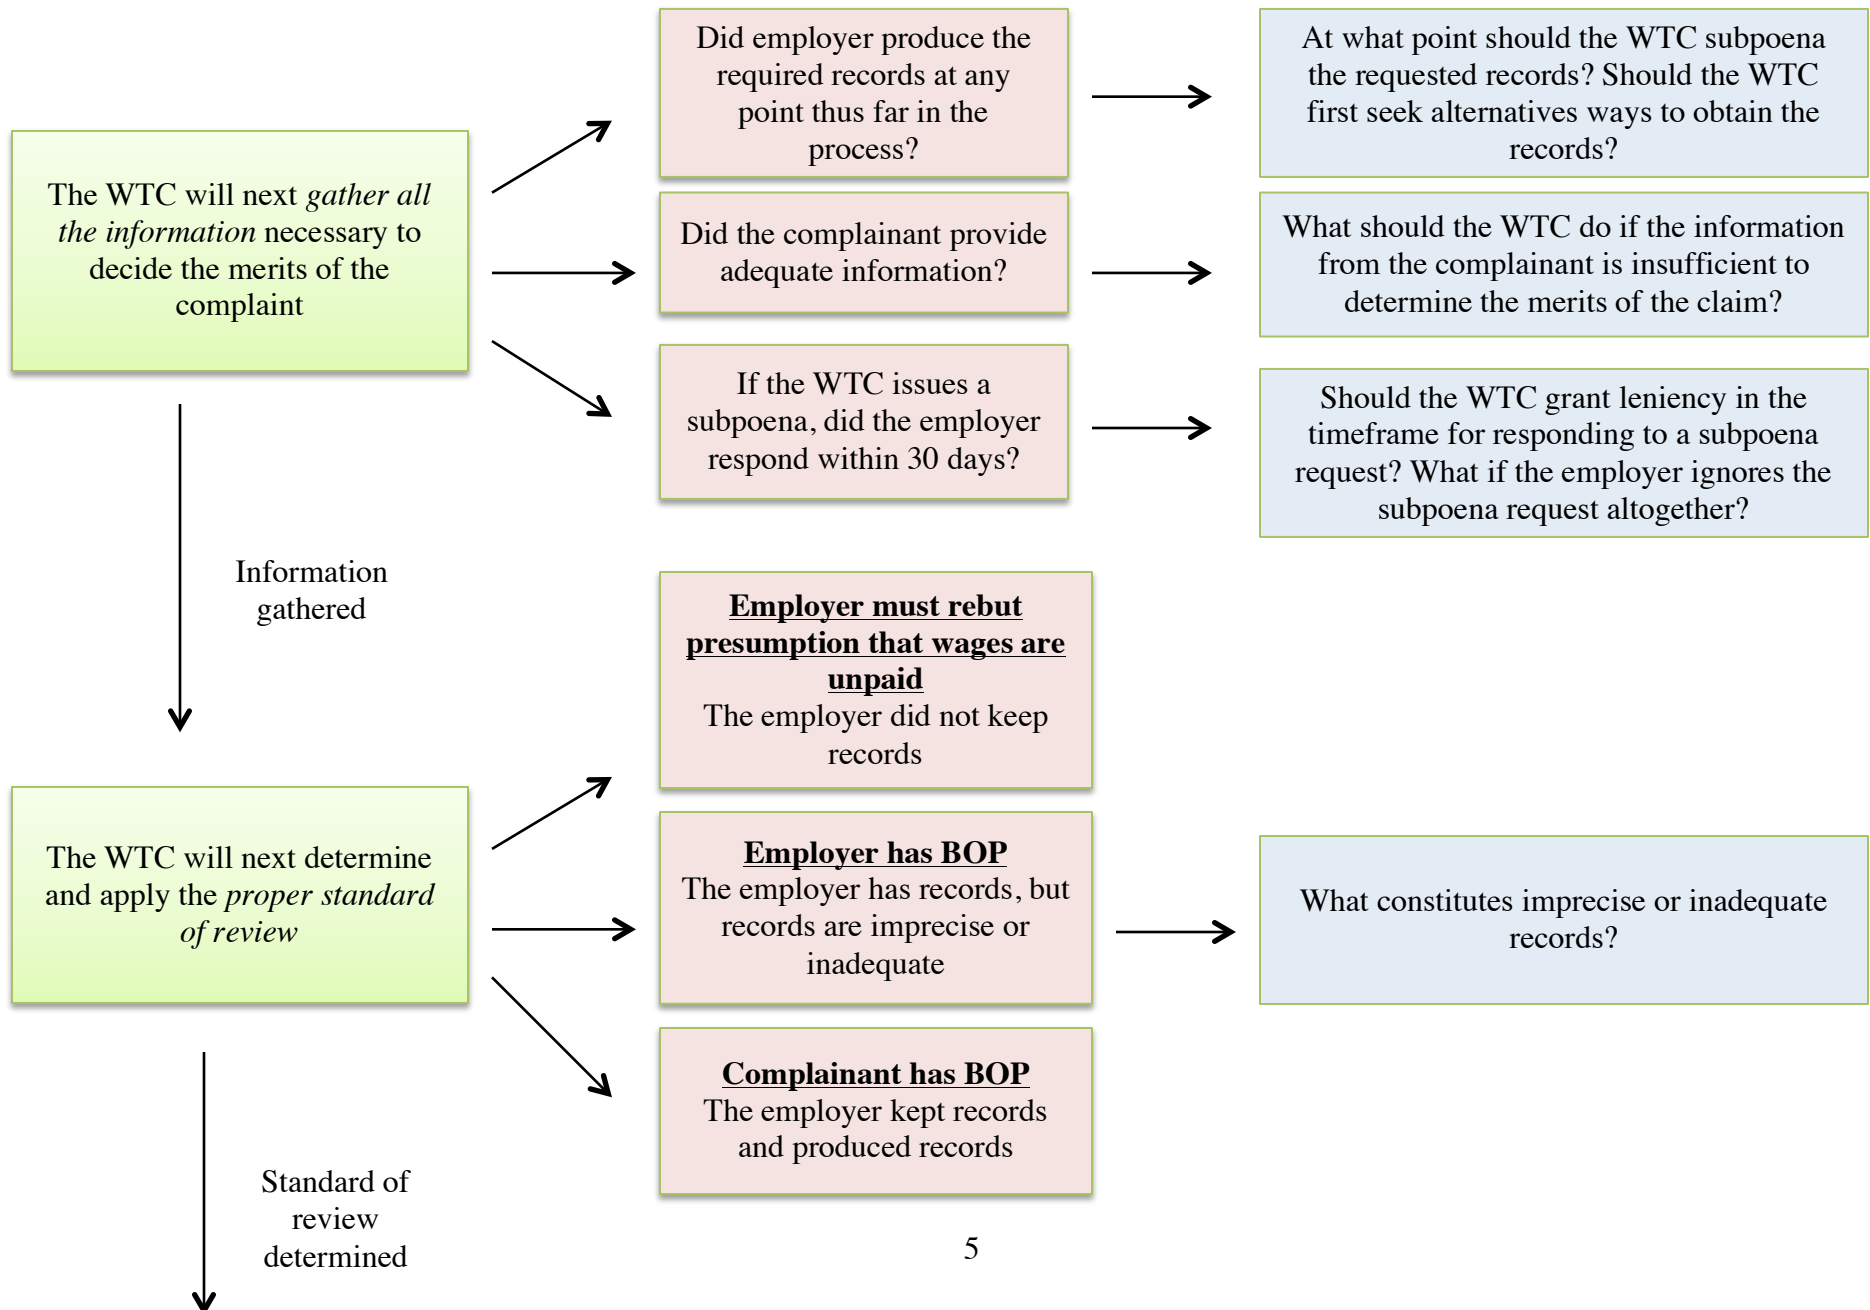 The WTC will next gather all
the information necessary to
decide the merits of the
complaint
Did employer produce the
required records at any
point thus far in the
process?
At what point should the WTC subpoena
the requested records? Should the WTC
first seek alternatives ways to obtain the
records?
Did the complainant provide
adequate information?
What should the WTC do if the information
from the complainant is insufficient to
determine the merits of the claim?
If the WTC issues a
subpoena, did the employer
respond within 30 days?
Should the WTC grant leniency in the
timeframe for responding to a subpoena
request? What if the employer ignores the
subpoena request altogether?
Information
gathered
The WTC will next determine
and apply the proper standard
of review
Employer must rebut
presumption that wages are
unpaid
The employer did not keep
records
Employer has BOP
The employer has records, but
records are imprecise or
inadequate
What constitutes imprecise or inadequate
records?
Complainant has BOP
The employer kept records
and produced records
Standard of
review
determined
5